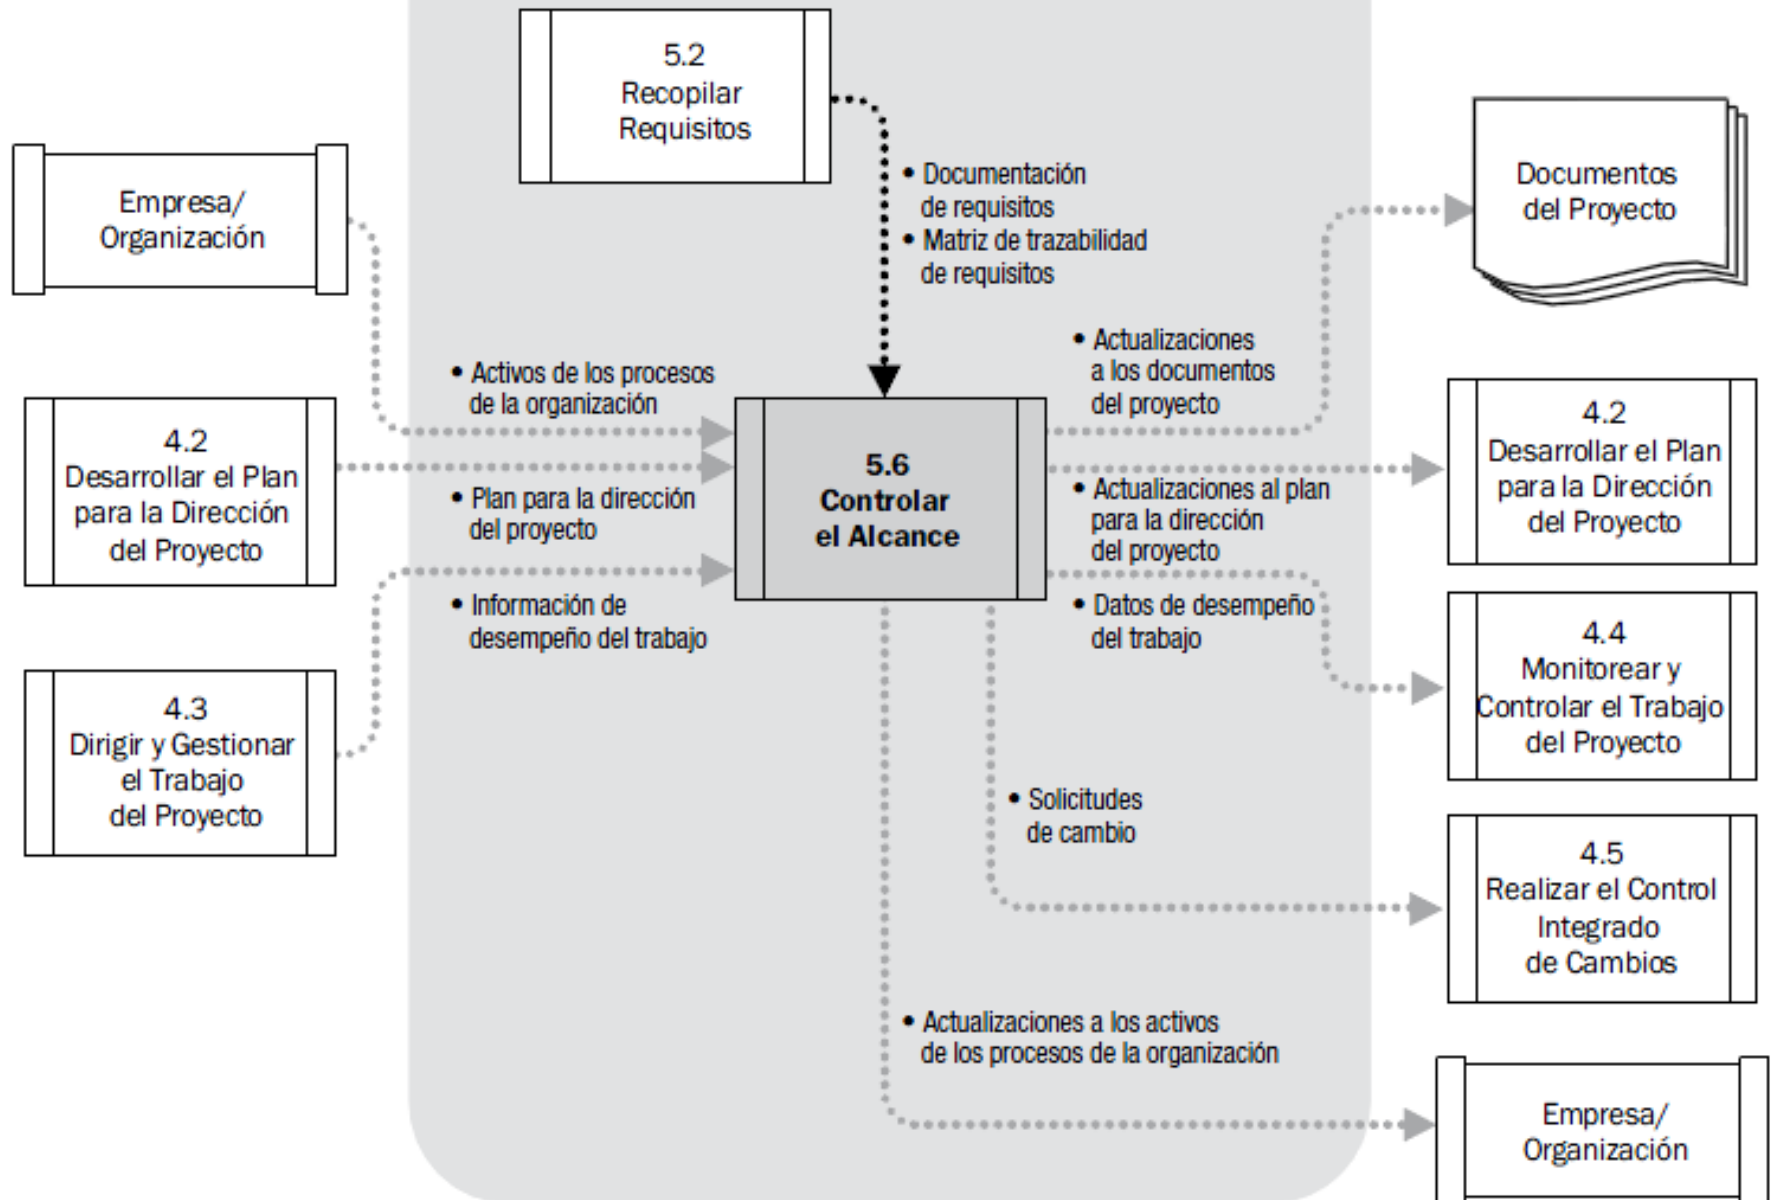 5.2
Recopilar
Requisitos
Empresa/
Organización
• Documentación
de requisitos
• Matriz de trazabilidad
de requisitos
Documentos
del Proyecto
• Activos de los procesos
de la organización
• Actualizaciones
a los documentos
del proyecto
4.2
Desarrollar el Plan
para la Dirección
del Proyecto
• Plan para la dirección
del proyecto
5.6
Controlar
el Alcance
• Actualizaciones al plan
para la dirección
del proyecto
4.2
Desarrollar el Plan
para la Dirección
del Proyecto
• Información de
desempeño del trabajo
• Datos de desempeño
del trabajo
4.3
Dirigir y Gestionar
el Trabajo
del Proyecto
4.4
Monitorear y
Controlar el Trabajo
del Proyecto
• Solicitudes
de cambio
4.5
Realizar el Control
Integrado
de Cambios
• Actualizaciones a los activos
de los procesos de la organización
Empresa/
Organización